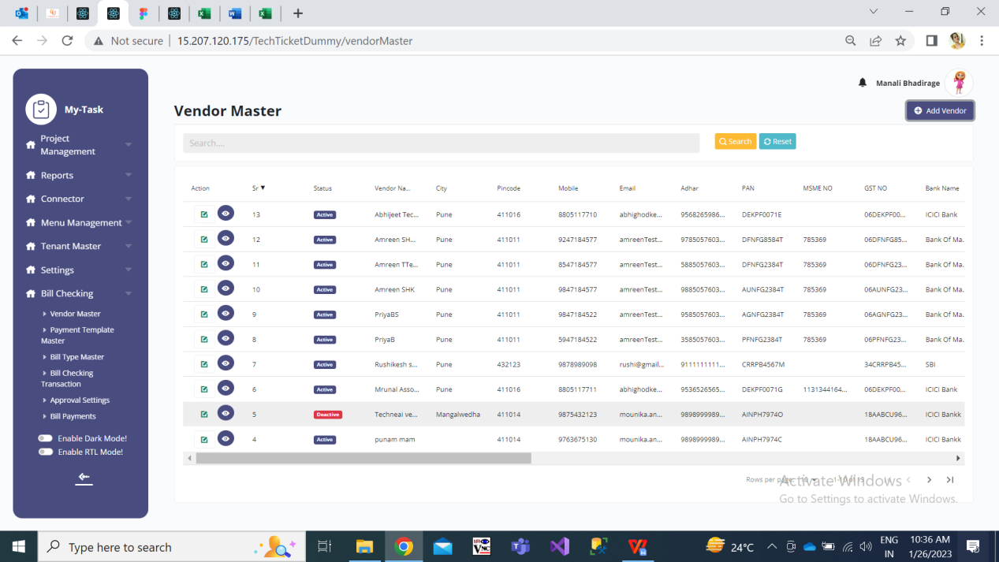 Not secure 15.207.120.175/TechTicketDummy/vendorMaster
My-Task
Project
Management
Reports
Connector
Menu Management
Tenant Master
Settings
Bill Checking
Vendor Master
Payment Template
Master
Bill Type Master
Bill Checking
Transaction
Approval Settings
Bill Payments
Enable Dark Mode!
Enable RTL Mode!
Manali Bhadirage
Vendor Master
Add Vendor
Search....
Search Reset
Action Sr▼ Status Vendor Na... City Pincode Mobile Email Adhar PAN MSME NO GST NO Bank Name
13 Active Abhijeet Tec... Pune 411016 8805117710 abhighodke... 9568265986... DEKPF0071E 06DEKPF00... ICICI Bank
12 Active Amreen SH... Pune 411011 9247184577 amreenTest... 9785057603... DFNFG8584T 785369 06DFNFG85... Bank Of Ma.
11 Active Amreen TTe... Pune 411011 8547184577 amreenTest... 5885057603... DFNFG2384T 785369 06DFNFG23... Bank Of Ma.
10 Active Amreen SHK Pune 411011 9847184577 amreenTest... 9885057603... AUNFG2384T 785369 06AUNFG23... Bank Of Ma.
9 Active PriyaBS Pune 411011 9847184522 amreenTest... 9585057603... AGNFG2384T 785369 06AGNFG23... Bank Of Ma.
8 Active PriyaB Pune 411011 5947184522 amreenTest... 3585057603... PFNFG2384T 785369 06PFNFG23... Bank Of Ma.
7 Active Rushikesh s... Pune 432123 9878989098 rushi@gmail... 9111111111... CRRPB4567M 34CRRPB45... SBI
6 Active Mrunal Asso... Pune 411016 8805117711 abhighodke... 9536526565... DEKPF0071G 1131344164... 06DEKPF00... ICICI Bank
5 Deactive Techneai ve... Mangalwedha 411014 9875432123 mounika.an... 9898999989... AINPH7974O 18AABCU96... ICICI Bankk
4 Active punam mam 411014 9763675130 mounika.an... 9898999989... AINPH7974C 18AABCU96... ICICI Bankk
Rows per page
Activate Windows
Go to Settings to activate Windows.
Type here to search
24°C
ENG
IN
10:36 AM
1/26/2023